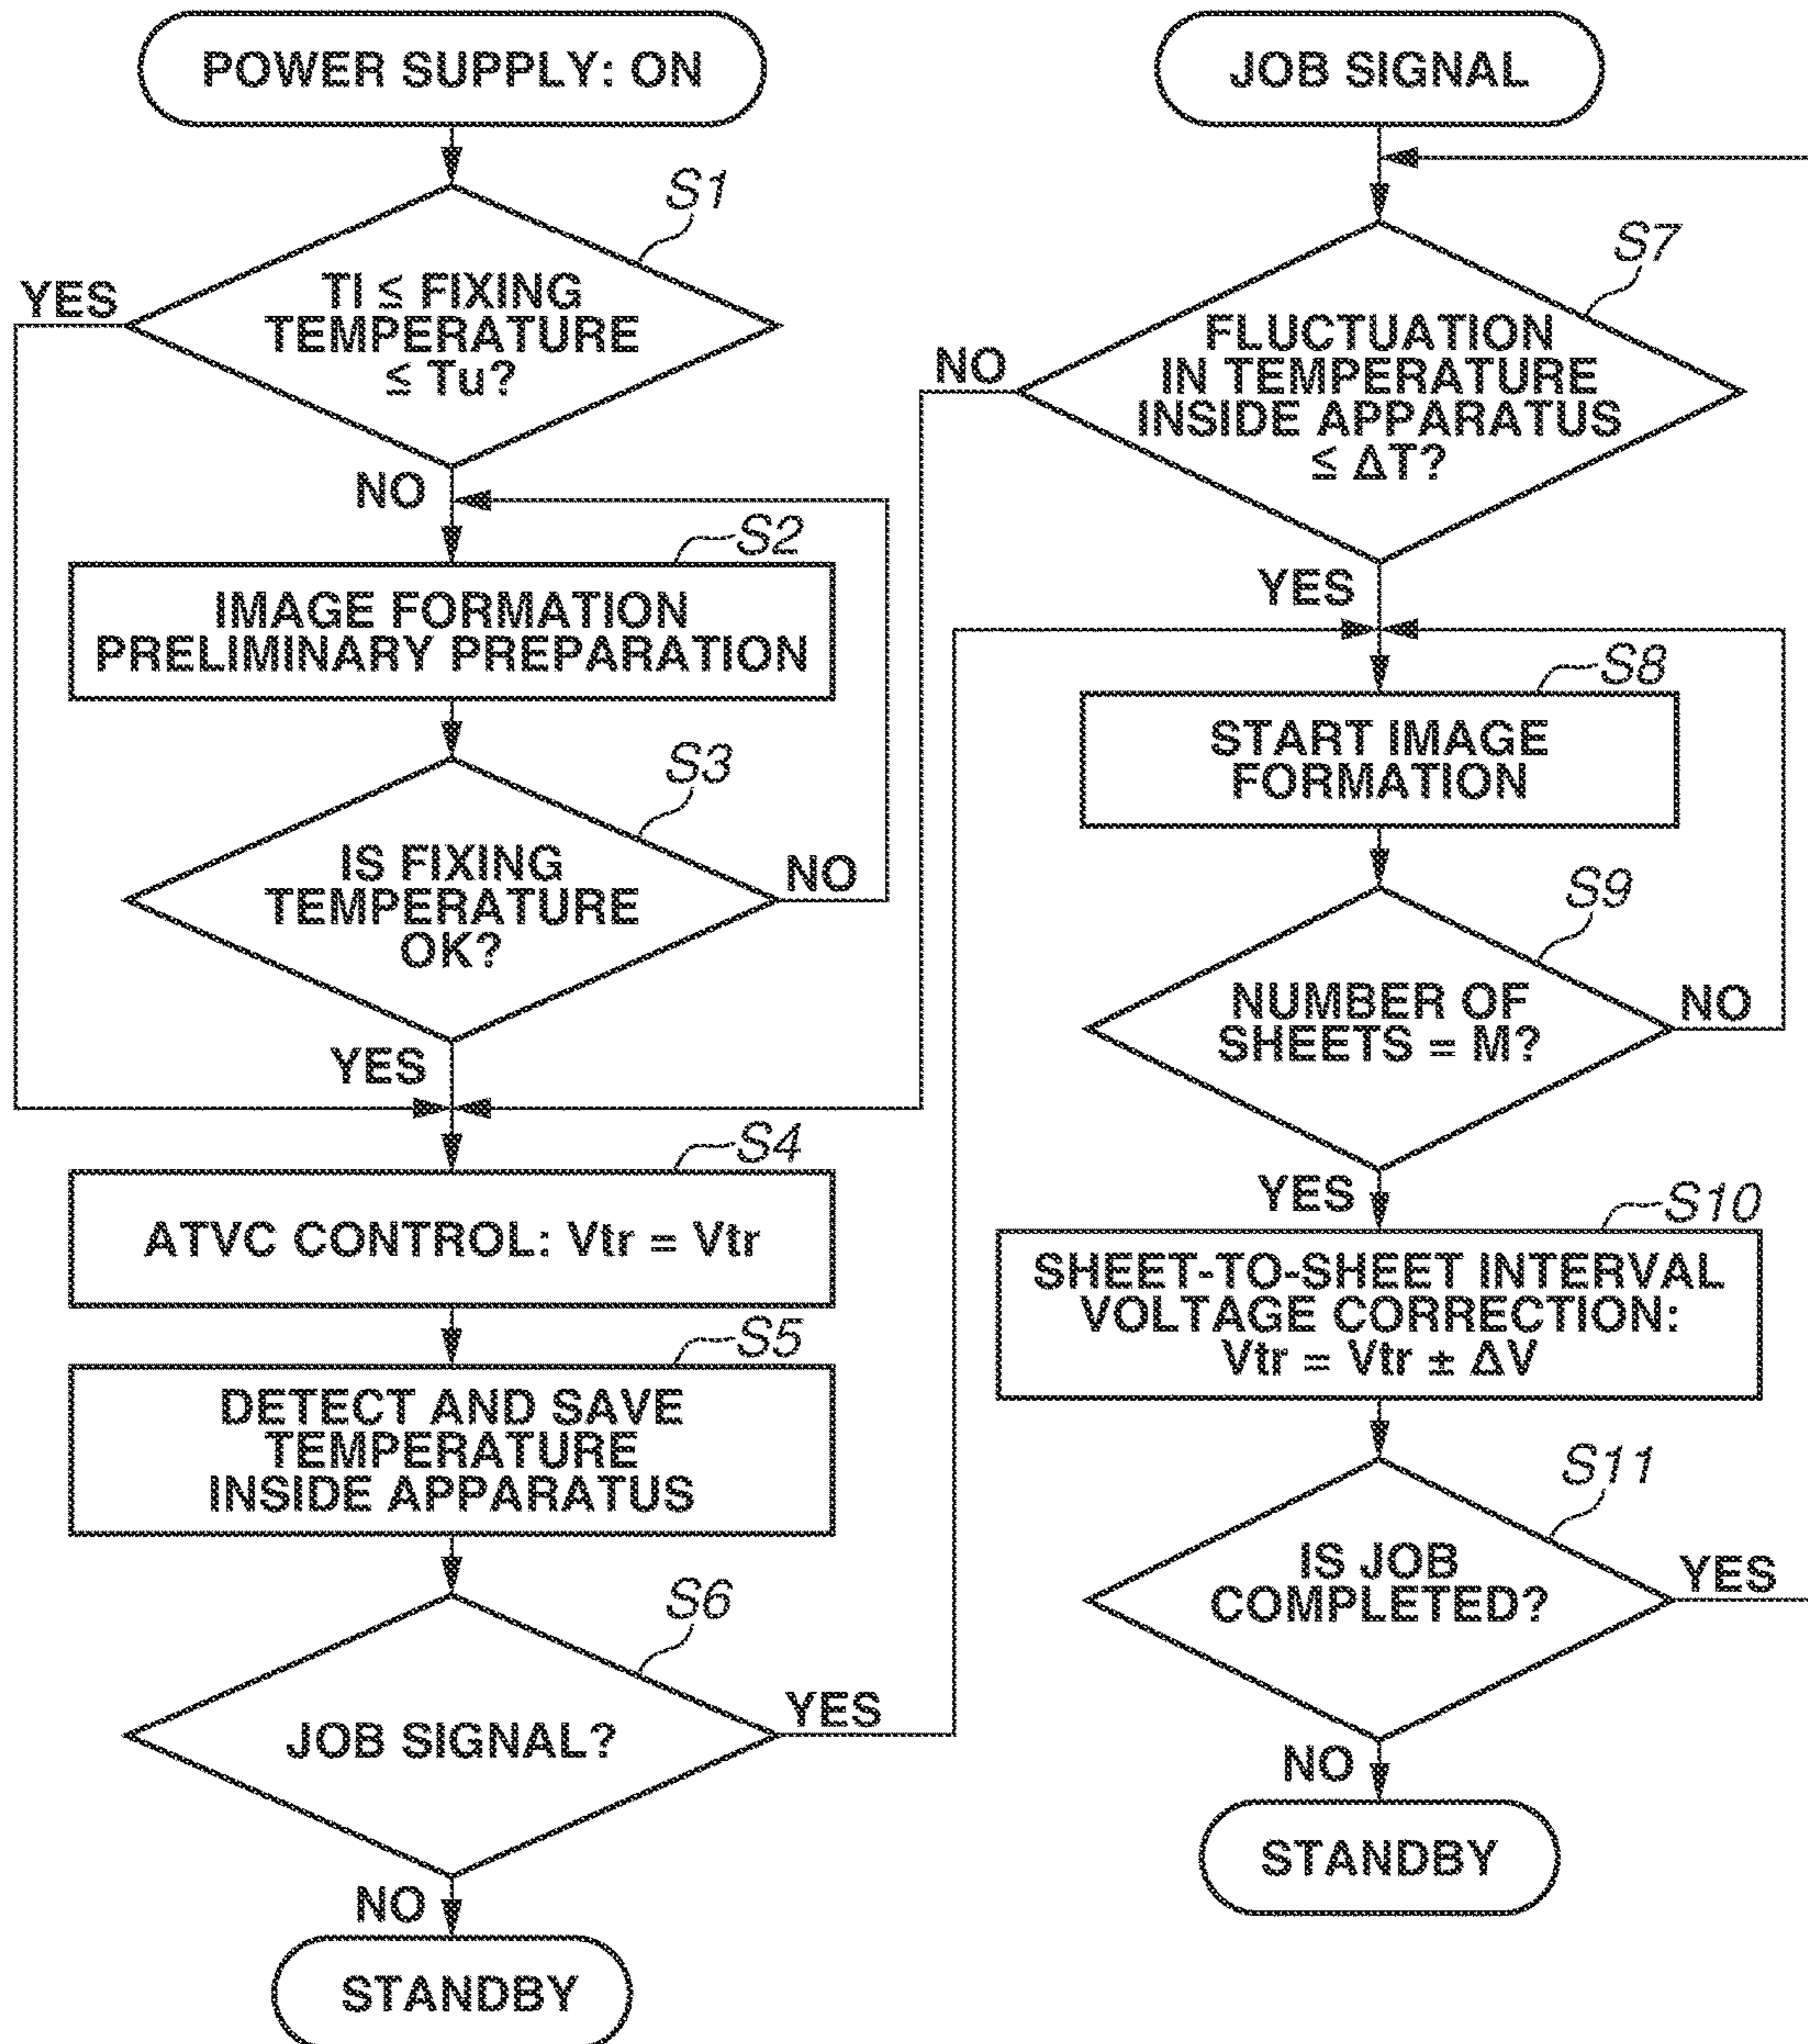 POWER SUPPLY: ON
S1
TI ≤ FIXING
TEMPERATURE
≤ Tu?
YES
NO
S2
IMAGE FORMATION
PRELIMINARY PREPARATION
S3
IS FIXING
TEMPERATURE
OK?
NO
YES
S4
ATVC CONTROL: Vtr = Vtr
S5
DETECT AND SAVE
TEMPERATURE
INSIDE APPARATUS
S6
JOB SIGNAL?
YES
NO
STANDBY
JOB SIGNAL
S7
FLUCTUATION
IN TEMPERATURE
INSIDE APPARATUS
≤ ΔT?
NO
YES
S8
START IMAGE
FORMATION
S9
NUMBER OF
SHEETS = M?
NO
YES
S10
SHEET-TO-SHEET INTERVAL
VOLTAGE CORRECTION:
Vtr = Vtr ± ΔV
S11
IS JOB
COMPLETED?
YES
NO
STANDBY